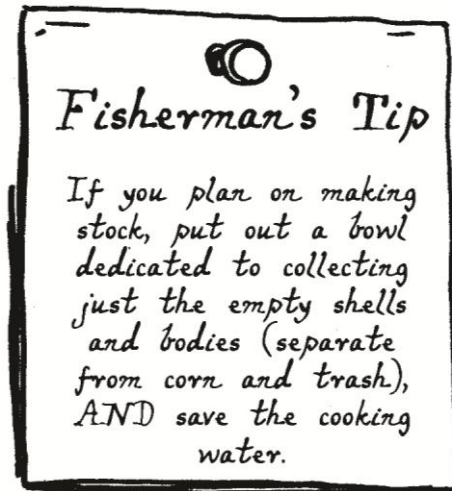 Fisherman's Tip
If you plan on making
stock, put out a bowl
dedicated to collecting
just the empty shells
and bodies (separate
from corn and trash),
AND save the cooking
water.